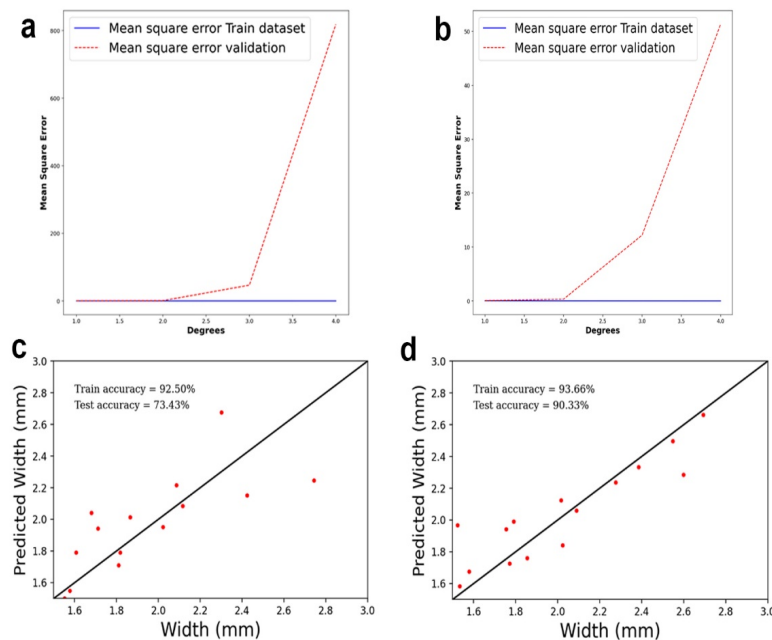 a
Mean square error Train dataset
Mean square error validation
Mean Square Error
800
600
400
200
0
1.0 1.5 2.0 2.5 3.0 3.5 4.0
Degrees
b
Mean square error Train dataset
Mean square error validation
Mean Square Error
50
40
30
20
10
0
1.0 1.5 2.0 2.5 3.0 3.5 4.0
Degrees
c
Train accuracy = 92.50%
Test accuracy = 73.43%
Predicted Width (mm)
3.0
2.8
2.6
2.4
2.2
2.0
1.8
1.6
1.6 1.8 2.0 2.2 2.4 2.6 2.8 3.0
Width (mm)
d
Train accuracy = 93.66%
Test accuracy = 90.33%
Predicted Width (mm)
3.0
2.8
2.6
2.4
2.2
2.0
1.8
1.6
1.6 1.8 2.0 2.2 2.4 2.6 2.8 3.0
Width (mm)